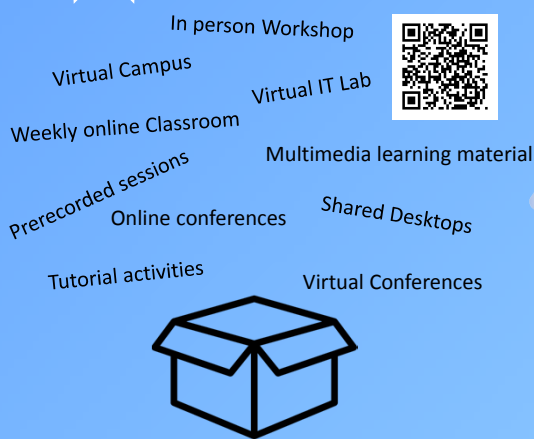 In person Workshop
Virtual Campus
Virtual IT Lab
Weekly online Classroom
Multimedia learning material
Prerecorded sessions
Online conferences
Shared Desktops
Tutorial activities
Virtual Conferences